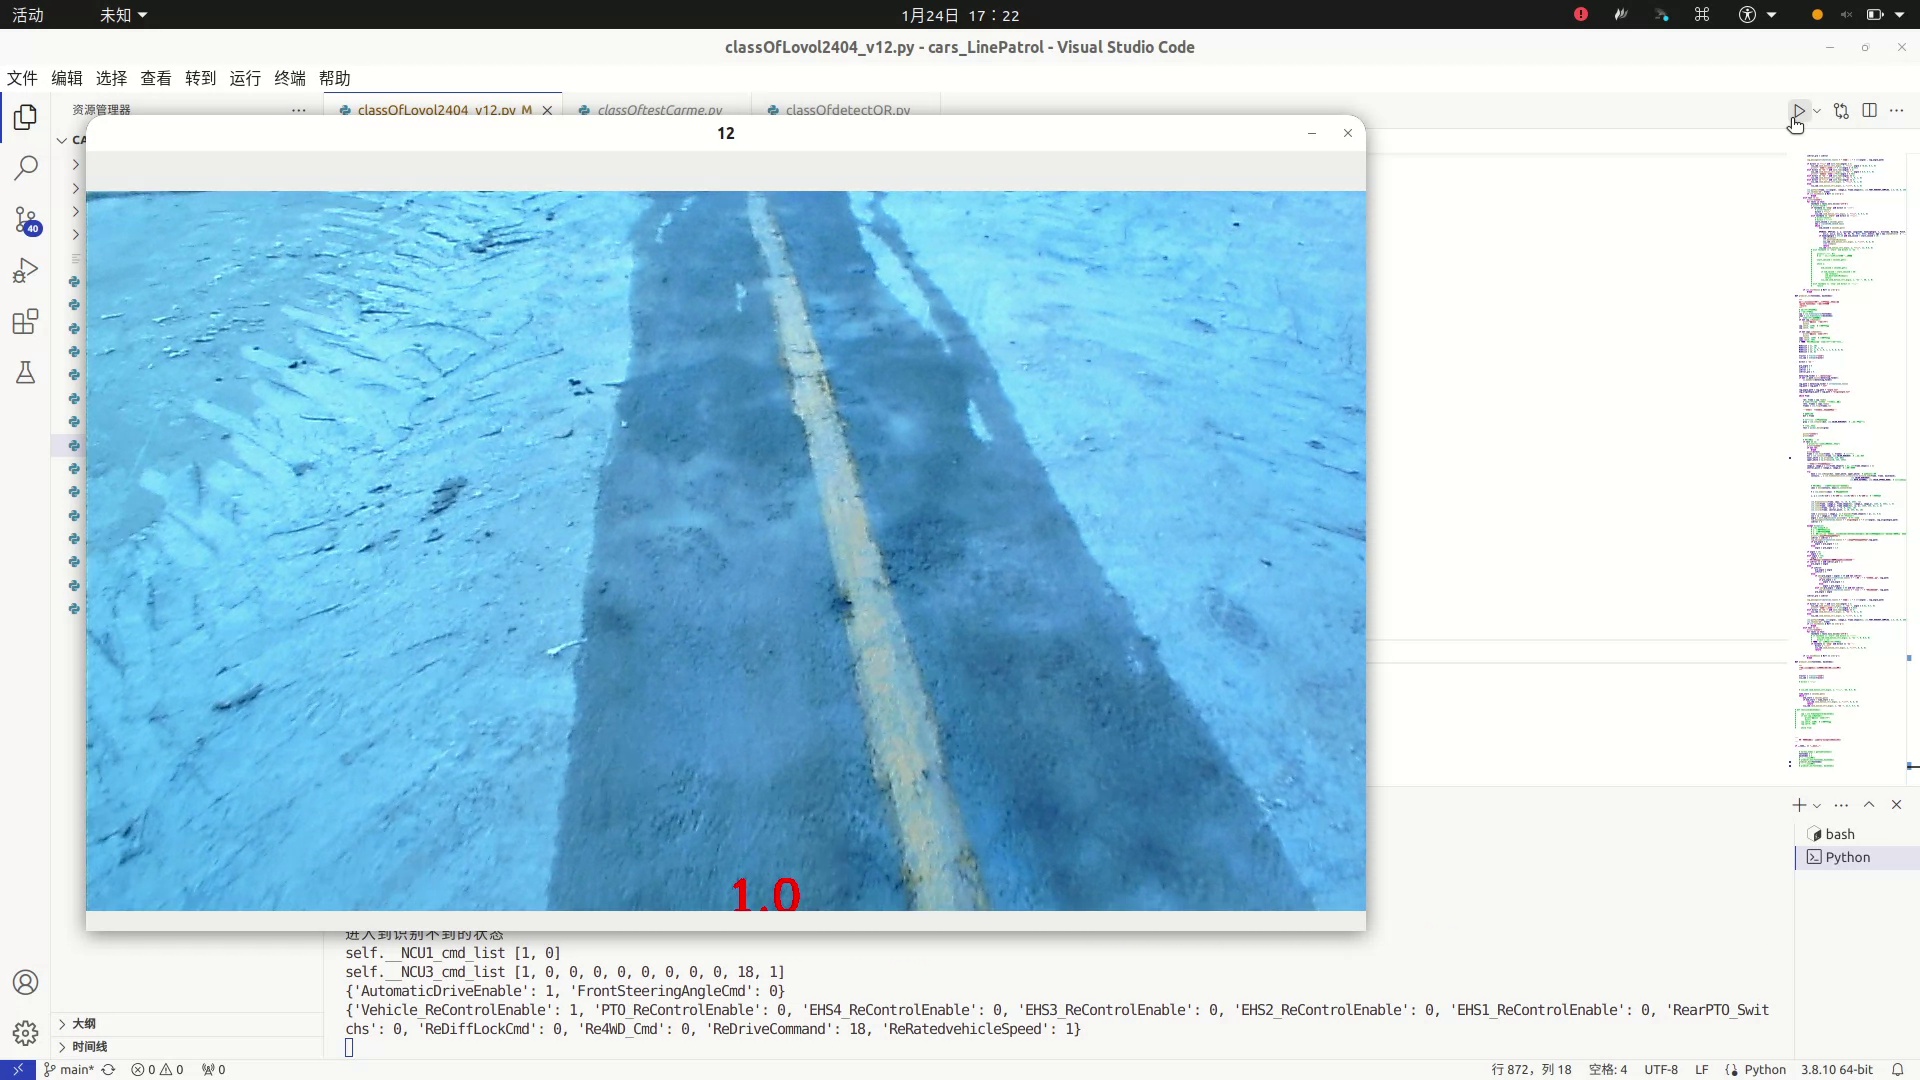 活动
未知
1月24日 17：22
classOfLovol2404_v12.py - cars_LinePatrol - Visual Studio Code
文件 编辑 选择 查看 转到 运行 终端 帮助
资源管理器
classOfLovol2404_v12.py M
classOftestCarme.py
classOfdetectQR.py
CA
12
40
1.0
bash
Python
进入到识别不到的状态
self.__NCU1_cmd_list [1, 0]
self.__NCU3_cmd_list [1, 0, 0, 0, 0, 0, 0, 0, 0, 18, 1]
{'AutomaticDriveEnable': 1, 'FrontSteeringAngleCmd': 0}
{'Vehicle_ReControlEnable': 1, 'PTO_ReControlEnable': 0, 'EHS4_ReControlEnable': 0, 'EHS3_ReControlEnable': 0, 'EHS2_ReControlEnable': 0, 'EHS1_ReControlEnable': 0, 'RearPTO_Swit
chs': 0, 'ReDiffLockCmd': 0, 'Re4WD_Cmd': 0, 'ReDriveCommand': 18, 'ReRatedvehicleSpeed': 1}
大纲
时间线
main* 0 0 0
行 872，列 18 空格: 4 UTF-8 LF Python 3.8.10 64-bit